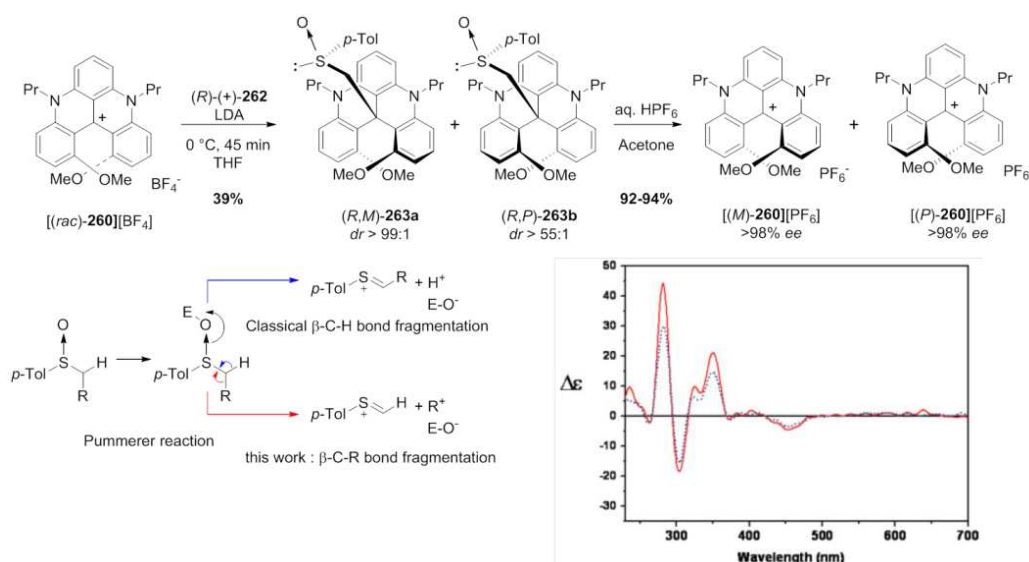 O
p-Tol
S
:
O
p-Tol
S
:
Pr N N Pr
+
MeO OMe BF4-
(R)-(+)-262
LDA
0 °C, 45 min
THF
39%
Pr N N Pr
MeO OMe
+
Pr N N Pr
MeO OMe
aq. HPF6
Acetone
92-94%
Pr N N Pr
+
MeO OMe PF6-
+
Pr N N Pr
+
MeO OMe PF6
[(rac)-260][BF4]
(R,M)-263a
dr > 99:1
(R,P)-263b
dr > 55:1
[(M)-260][PF6]
>98% ee
[(P)-260][PF6]
>98% ee
O
S H
p-Tol
R
Pummerer reaction
E O
S H
p-Tol
R
p-Tol S + R + H+
E-O-
Classical β-C-H bond fragmentation
p-Tol S + H + R+
E-O-
this work : β-C-R bond fragmentation
Δε
50
40
30
20
10
0
-10
-20
-30
300 400 500 600 700
Wavelength (nm)